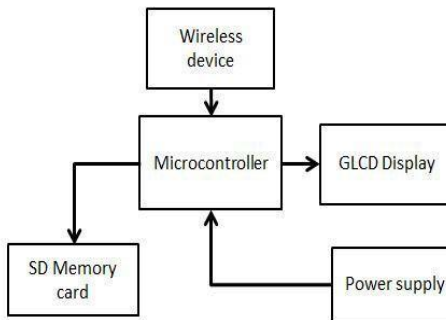 Wireless
device
Microcontroller
GLCD Display
SD Memory
card
Power supply